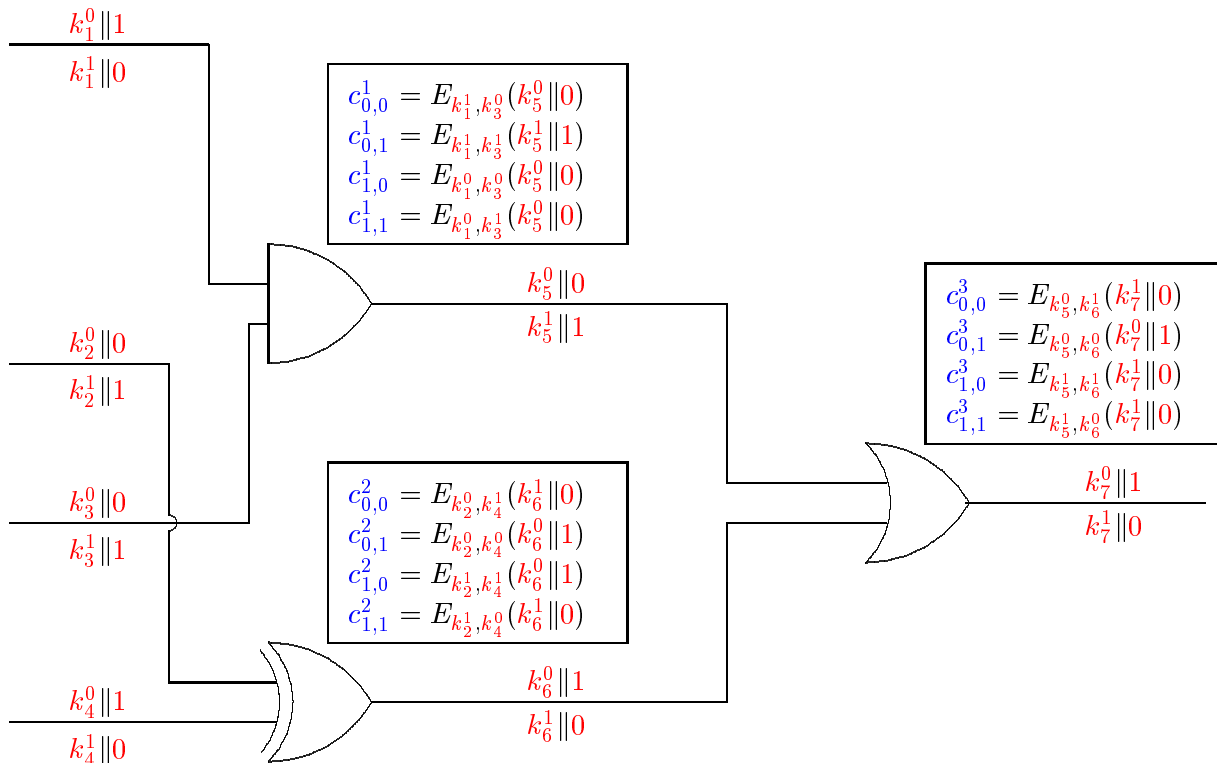 k_1^0‖1
k_1^1‖0
c_{0,0}^1 = E_{k_1^1,k_3^0}(k_5^0‖0)
c_{0,1}^1 = E_{k_1^1,k_3^1}(k_5^1‖1)
c_{1,0}^1 = E_{k_1^0,k_3^0}(k_5^0‖0)
c_{1,1}^1 = E_{k_1^0,k_3^1}(k_5^0‖0)
k_5^0‖0
k_5^1‖1
c_{0,0}^3 = E_{k_5^0,k_6^1}(k_7^1‖0)
c_{0,1}^3 = E_{k_5^0,k_6^0}(k_7^0‖1)
c_{1,0}^3 = E_{k_5^1,k_6^1}(k_7^1‖0)
c_{1,1}^3 = E_{k_5^1,k_6^0}(k_7^1‖0)
k_2^0‖0
k_2^1‖1
k_3^0‖0
k_3^1‖1
c_{0,0}^2 = E_{k_2^0,k_4^1}(k_6^1‖0)
c_{0,1}^2 = E_{k_2^0,k_4^0}(k_6^0‖1)
c_{1,0}^2 = E_{k_2^1,k_4^1}(k_6^0‖1)
c_{1,1}^2 = E_{k_2^1,k_4^0}(k_6^1‖0)
k_7^0‖1
k_7^1‖0
k_4^0‖1
k_4^1‖0
k_6^0‖1
k_6^1‖0